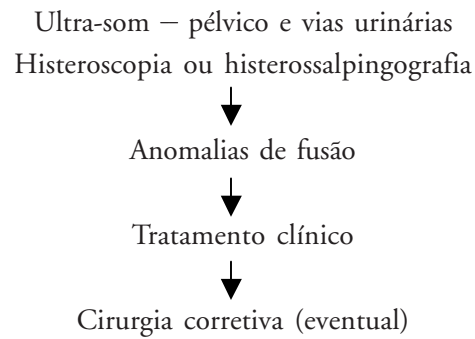 Ultra-som – pélvico e vias urinárias
Histeroscopia ou histerossalpingografia
Anomalias de fusão
Tratamento clínico
Cirurgia corretiva (eventual)